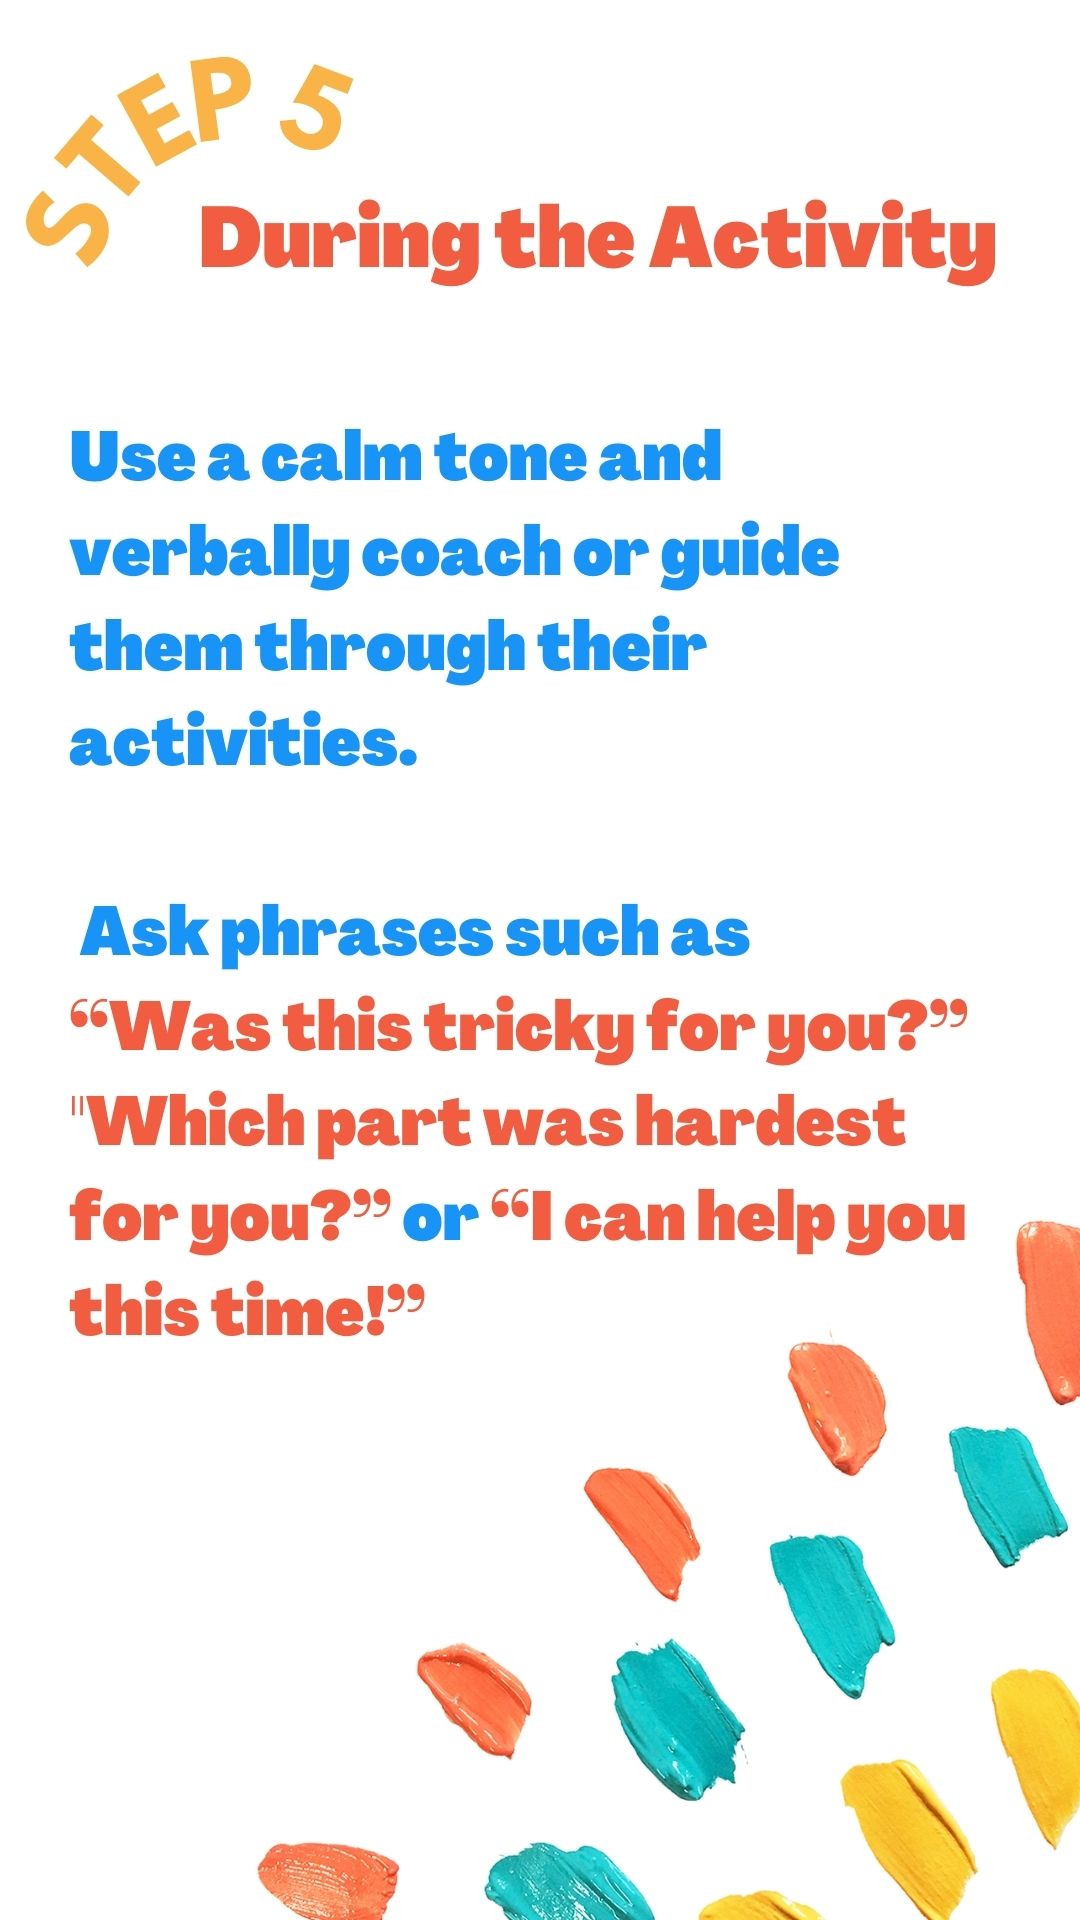 STEP 5
During the Activity
Use a calm tone and
verbally coach or guide
them through their
activities.
Ask phrases such as
“Was this tricky for you?”
"Which part was hardest
for you?” or “I can help you
this time!”